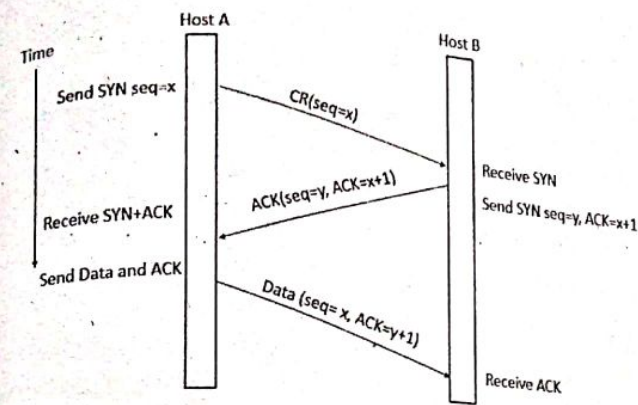 Host A
Host B
Time
Send SYN seq=x
CR(seq=x)
Receive SYN
ACK(seq=y, ACK=x+1)
Send SYN seq=y, ACK=x+1
Receive SYN+ACK
Send Data and ACK
Data (seq= x, ACK=y+1)
Receive ACK